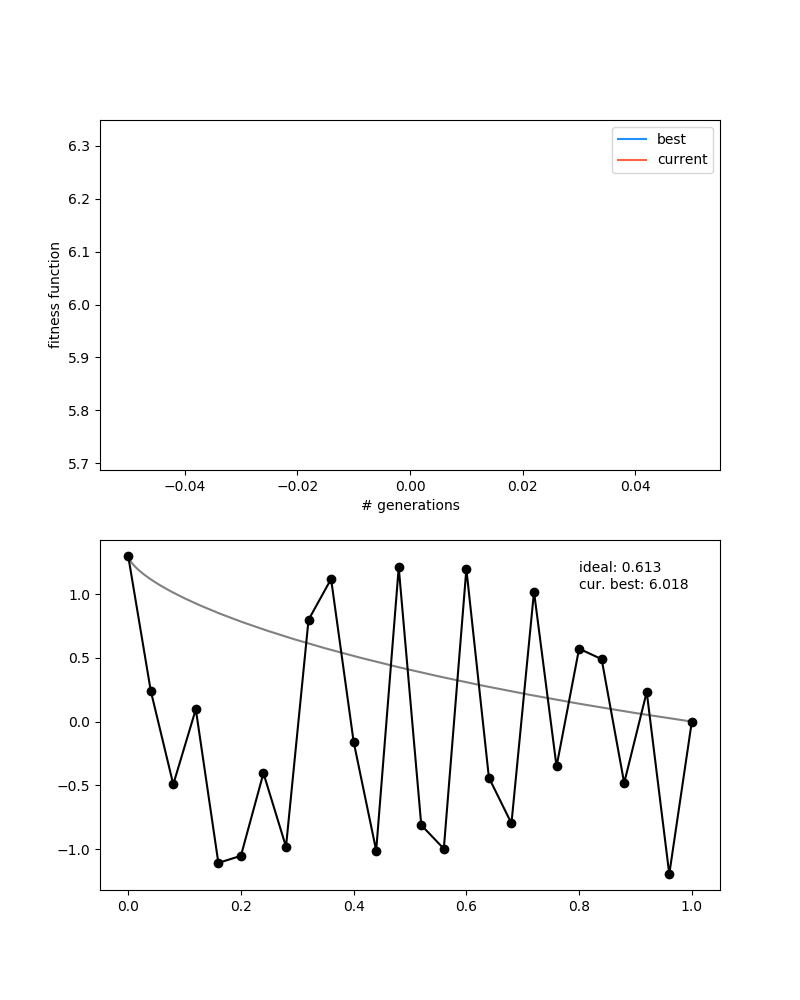 best
current
6.3
6.2
6.1
6.0
5.9
5.8
5.7
fitness function
−0.04 −0.02 0.00 0.02 0.04
# generations
ideal: 0.613
cur. best: 6.018
1.0
0.5
0.0
−0.5
−1.0
0.0 0.2 0.4 0.6 0.8 1.0